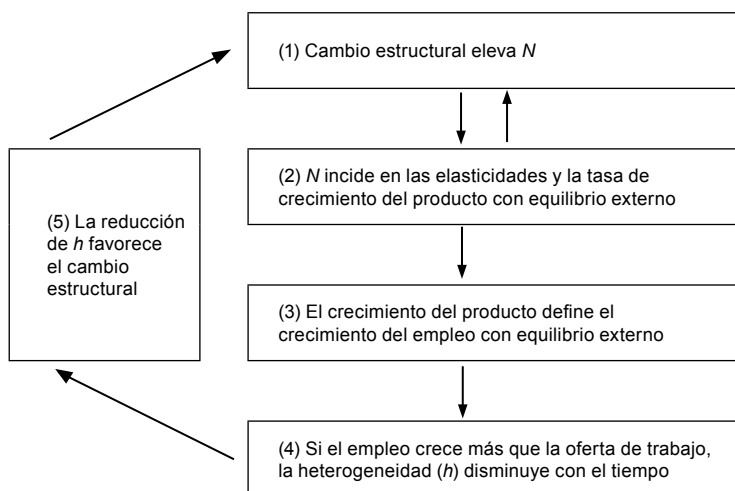 (1) Cambio estructural eleva N
(2) N incide en las elasticidades y la tasa de
crecimiento del producto con equilibrio externo
(5) La reducción
de h favorece
el cambio
estructural
(3) El crecimiento del producto define el
crecimiento del empleo con equilibrio externo
(4) Si el empleo crece más que la oferta de trabajo,
la heterogeneidad (h) disminuye con el tiempo